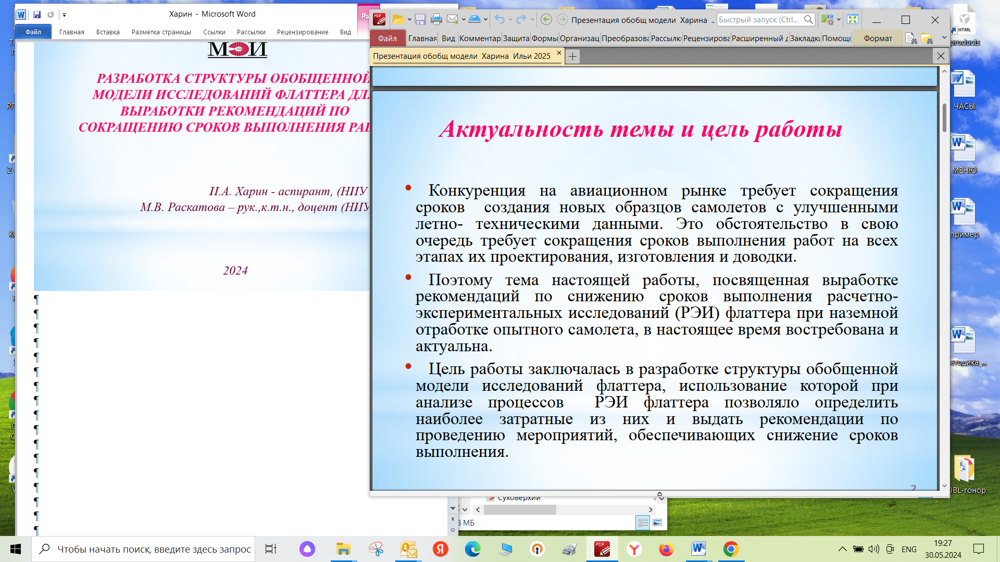 Харин - Microsoft Word
Файл Главная Вставка Разметка страницы Ссылки Рассылки Рецензирование Вид
МЭИ
РАЗРАБОТКА СТРУКТУРЫ ОБОБЩЕННОЙ
МОДЕЛИ ИССЛЕДОВАНИЙ ФЛАТТЕРА ДЛ
ВЫРАБОТКИ РЕКОМЕНДАЦИЙ ПО
СОКРАЩЕНИЮ СРОКОВ ВЫПОЛНЕНИЯ РАБ
И.А. Харин - аспирант, (НИУ
М.В. Раскатова – рук.,к.т.н., доцент (НИУ
2024
Презентация обобщ модели Харина ..
Быстрый запуск (Ctrl...
Файл Главная Вид Комментар Защита Формы Организац Преобразова Рассылк Рецензирова Расширенный д Закладк Помощ Формат
Презентация обобщ модели Харина Ильи 2025
Актуальность темы и цель работы
• Конкуренция на авиационном рынке требует сокращения
сроков создания новых образцов самолетов с улучшенными
летно- техническими данными. Это обстоятельство в свою
очередь требует сокращения сроков выполнения работ на всех
этапах их проектирования, изготовления и доводки.
• Поэтому тема настоящей работы, посвященная выработке
рекомендаций по снижению сроков выполнения расчетно-
экспериментальных исследований (РЭИ) флаттера при наземной
отработке опытного самолета, в настоящее время востребована и
актуальна.
• Цель работы заключалась в разработке структуры обобщенной
модели исследований флаттера, использование которой при
анализе процессов РЭИ флаттера позволяло определить
наиболее затратные из них и выдать рекомендации по
проведению мероприятий, обеспечивающих снижение сроков
выполнения.
2
Суховерхий
3 МБ
products
ЧАСЫ
МЕНЮ
пример
етодика_...
JBL-гонор
Чтобы начать поиск, введите здесь запрос
ENG
19:27
30.05.2024